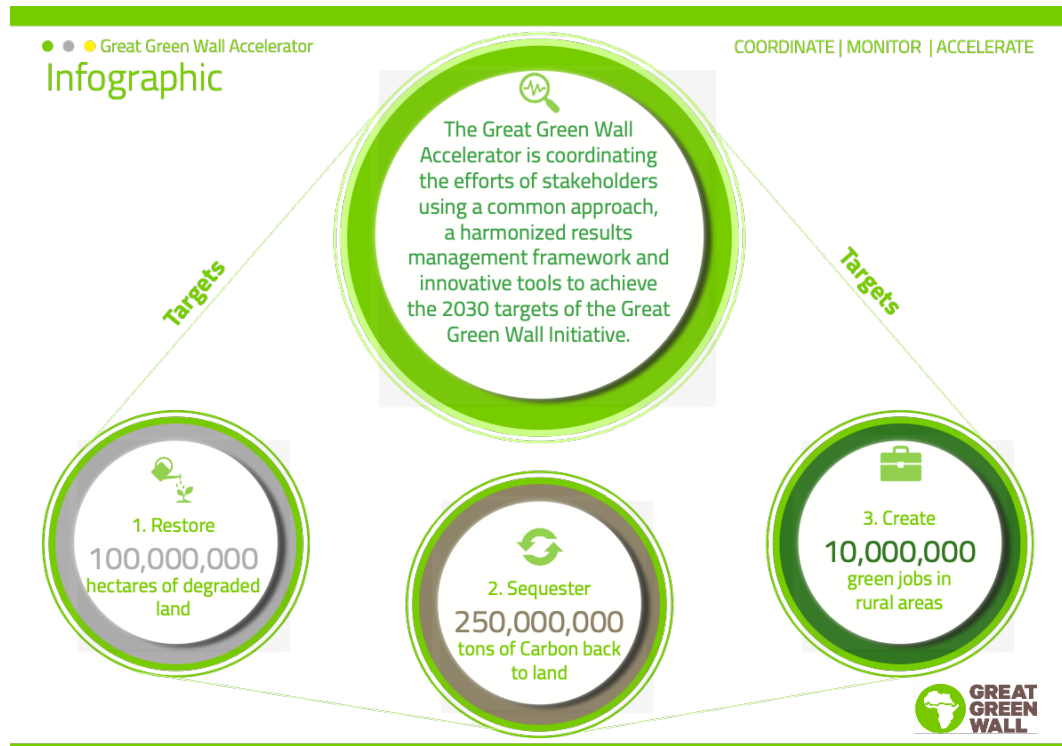 Great Green Wall Accelerator
Infographic
COORDINATE | MONITOR | ACCELERATE
The Great Green Wall
Accelerator is coordinating
the efforts of stakeholders
using a common approach,
a harmonized results
management framework and
innovative tools to achieve
the 2030 targets of the Great
Green Wall Initiative.
Targets
Targets
1. Restore
100,000,000
hectares of degraded
land
2. Sequester
250,000,000
tons of Carbon back
to land
3. Create
10,000,000
green jobs in
rural areas
GREAT
GREEN
WALL